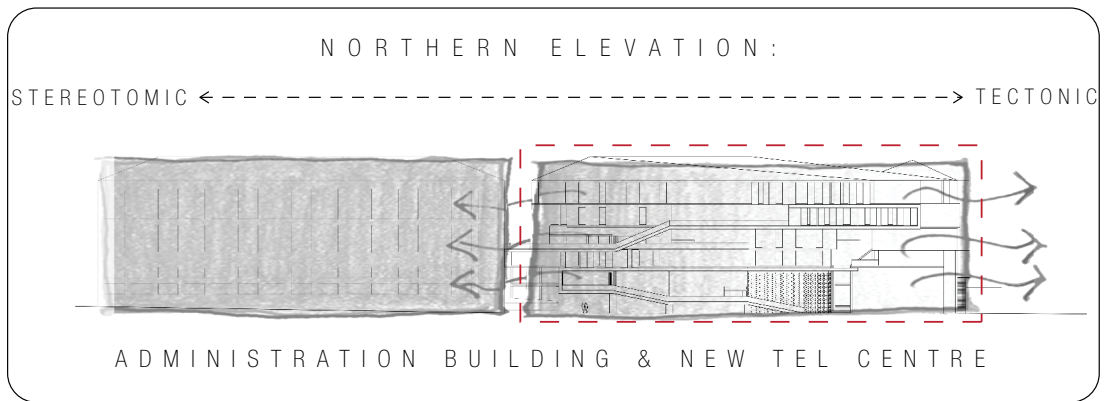 NORTHERN ELEVATION:
STEREOTOMIC TECTONIC
ADMINISTRATION BUILDING & NEW TEL CENTRE